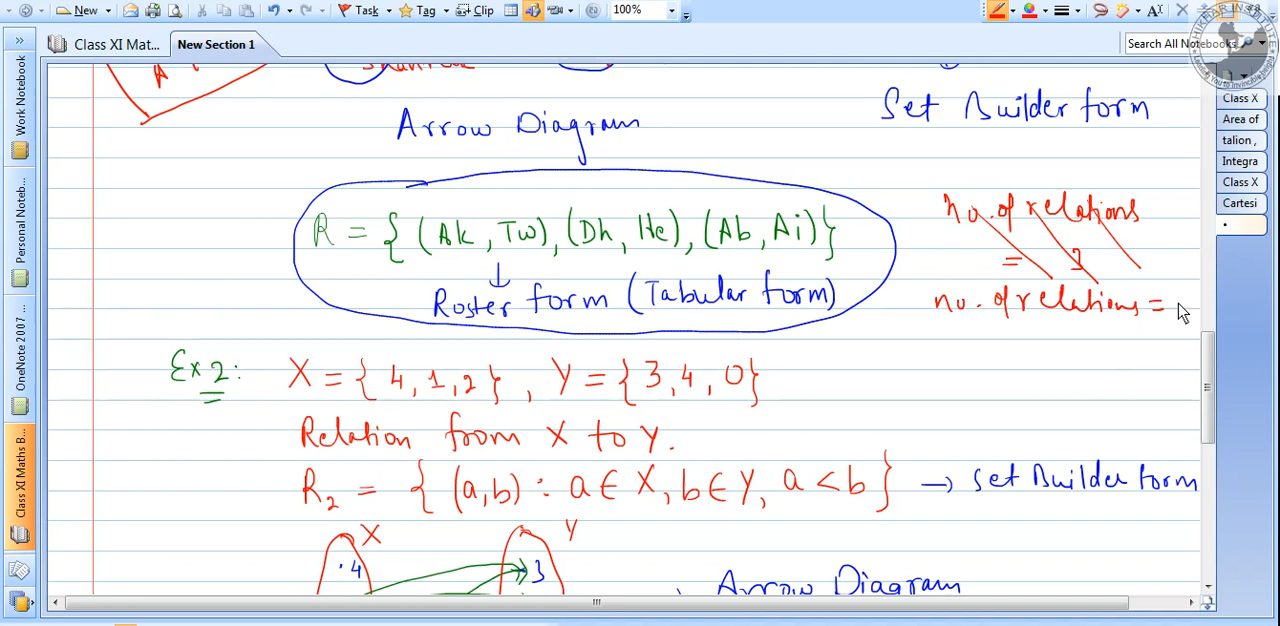 New Task Tag Clip 100%
Class XI Mat... New Section 1 Search All Notebooks
Work Notebook
Personal Noteb...
OneNote 2007 ...
Class XI Maths B...
Class X
Area of
talion ,
Integra
Class X
Cartesi
Arrow Diagram
Set Builder form
R = { (Ak, Tw), (Dh, He), (Ab, Ai) }
Roster form (Tabular form)
no. of relations
= 3
no. of relations =
Ex 2: X = { 4, 1, 2 } , Y = { 3, 4, 0 }
Relation from X to Y.
R₂ = { (a,b) : a ∈ X, b ∈ Y, a < b } → Set Builder form
X Y
.4 3
Arrow Diagram